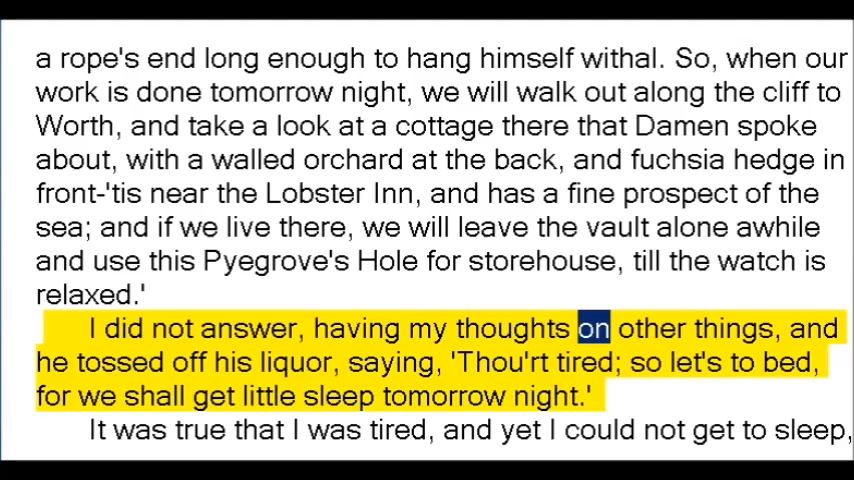 a rope's end long enough to hang himself withal. So, when our
work is done tomorrow night, we will walk out along the cliff to
Worth, and take a look at a cottage there that Damen spoke
about, with a walled orchard at the back, and fuchsia hedge in
front-'tis near the Lobster Inn, and has a fine prospect of the
sea; and if we live there, we will leave the vault alone awhile
and use this Pyegrove's Hole for storehouse, till the watch is
relaxed.'
I did not answer, having my thoughts on other things, and
he tossed off his liquor, saying, 'Thou'rt tired; so let's to bed,
for we shall get little sleep tomorrow night.'
It was true that I was tired, and yet I could not get to sleep,